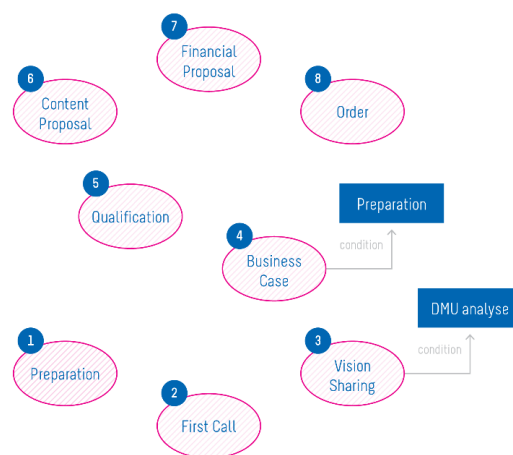 7
Financial
Proposal
6
Content
Proposal
8
Order
5
Qualification
Preparation
4
condition
Business
Case
DMU analyse
1
Preparation
3
condition
Vision
Sharing
2
First Call